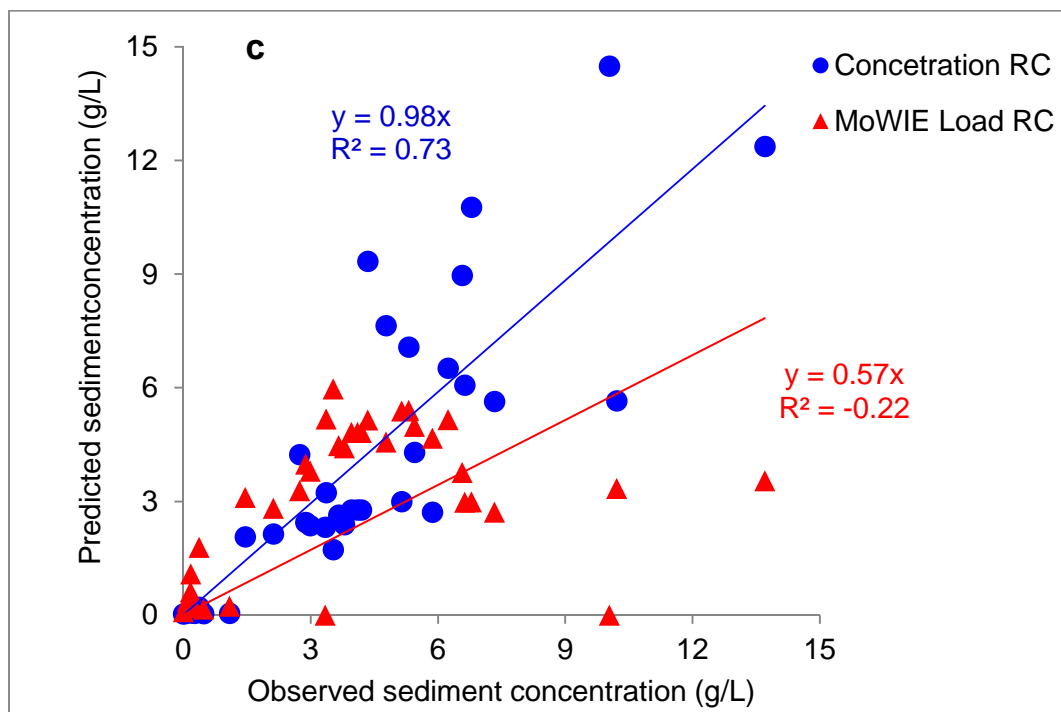 c
Concetration RC
MoWIE Load RC
y = 0.98x
R² = 0.73
y = 0.57x
R² = -0.22
Predicted sedimentconcentration (g/L)
15
12
9
6
3
0
0 3 6 9 12 15
Observed sediment concentration (g/L)